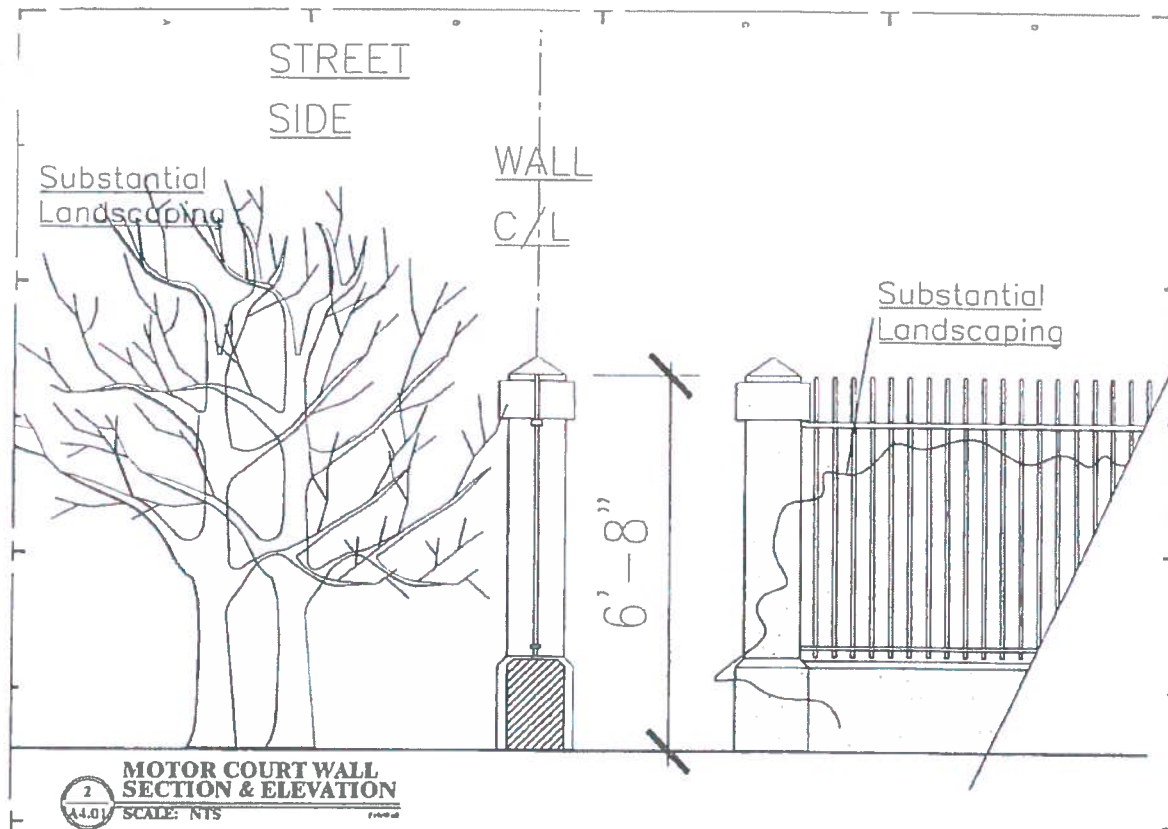 A
B
C
D
STREET
SIDE
Substantial
Landscaping
WALL
C/L
Substantial
Landscaping
6'-8"
2
A4.01
MOTOR COURT WALL
SECTION & ELEVATION
SCALE: NTS